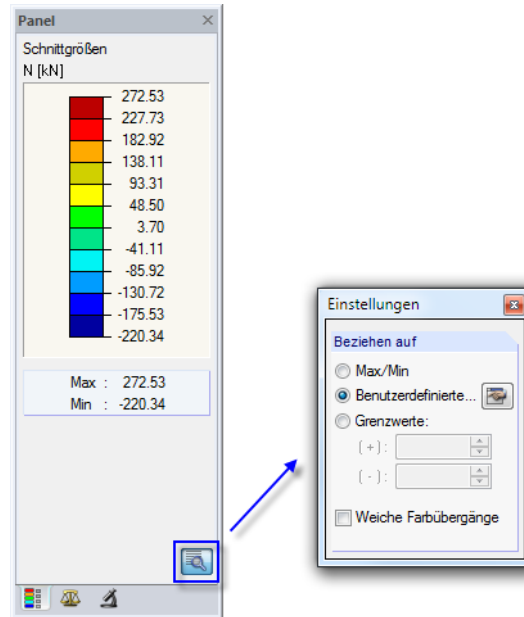 Panel
Schnittgrößen
N [kN]
272.53
227.73
182.92
138.11
93.31
48.50
3.70
-41.11
-85.92
-130.72
-175.53
-220.34
Max : 272.53
Min : -220.34
Einstellungen
Beziehen auf
Max/Min
Benutzerdefinierte...
Grenzwerte:
(+):
(-):
Weiche Farbübergänge